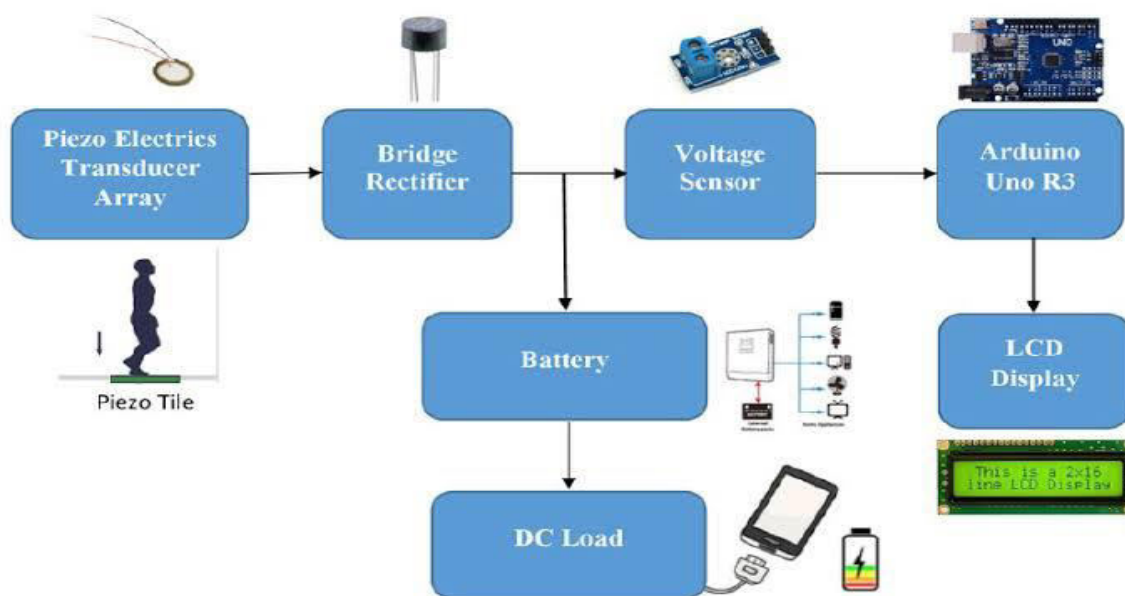 UNO
Piezo Electrics
Transducer
Array
Bridge
Rectifier
Voltage
Sensor
Arduino
Uno R3
Piezo Tile
Battery
LCD
Display
This is a 2x16
line LCD Display
DC Load